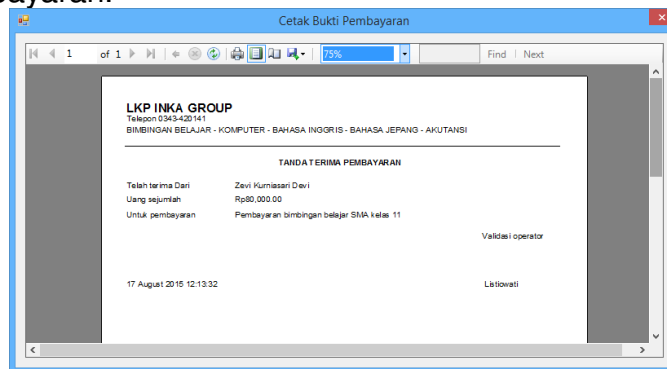 bayaran.
Cetak Bukti Pembayaran
1 of 1 75% Find | Next
LKP INKA GROUP
Telepon 0343-420141
BIMBINGAN BELAJAR - KOMPUTER - BAHASA INGGRIS - BAHASA JEPANG - AKUTANSI
TANDA TERIMA PEMBAYARAN
Telah terima Dari Zevi Kurniasari Devi
Uang sejumlah Rp80,000.00
Untuk pembayaran Pembayaran bimbingan belajar SMA kelas 11
Validasi operator
17 August 2015 12:13:32 Listiowati